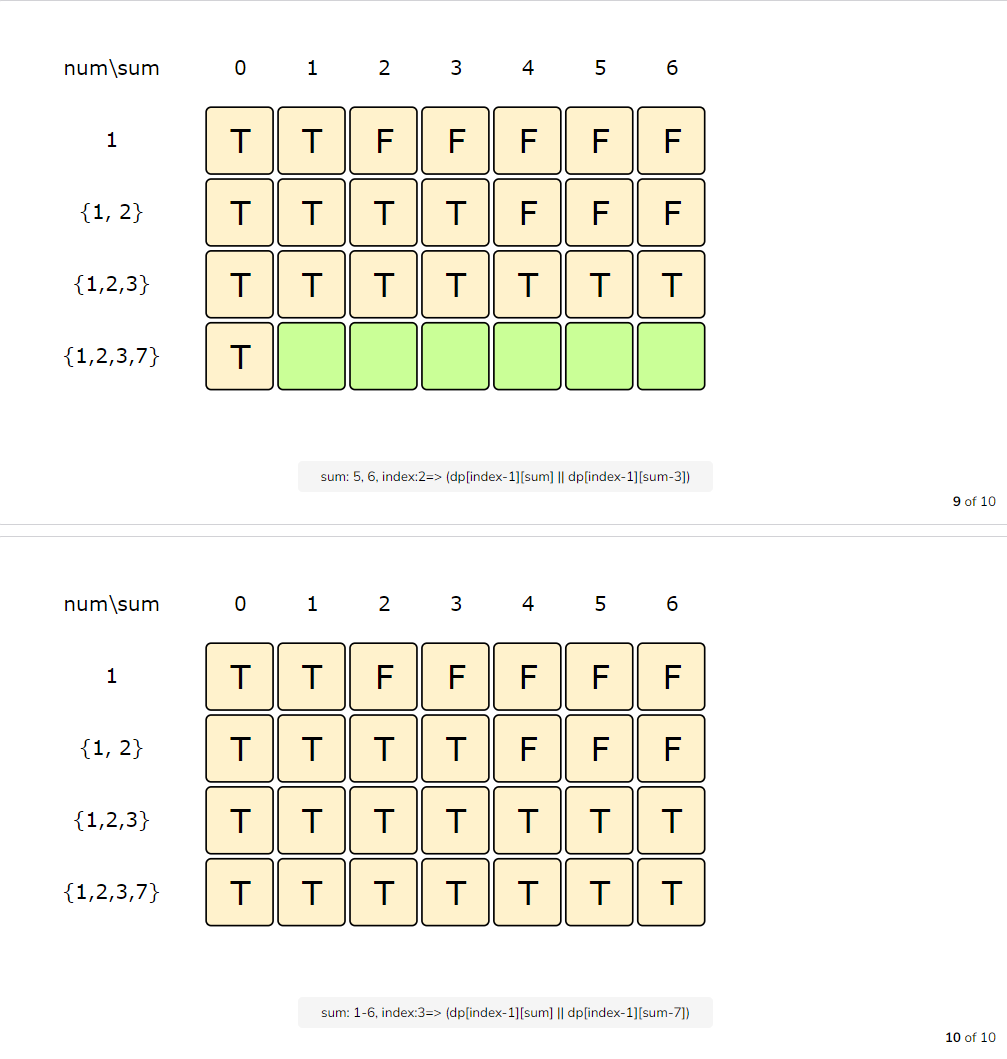 num\sum 0 1 2 3 4 5 6
1 T T F F F F F
{1, 2} T T T T F F F
{1,2,3} T T T T T T T
{1,2,3,7} T
sum: 5, 6, index:2=> (dp[index-1][sum] || dp[index-1][sum-3])
9 of 10
num\sum 0 1 2 3 4 5 6
1 T T F F F F F
{1, 2} T T T T F F F
{1,2,3} T T T T T T T
{1,2,3,7} T T T T T T T
sum: 1-6, index:3=> (dp[index-1][sum] || dp[index-1][sum-7])
10 of 10